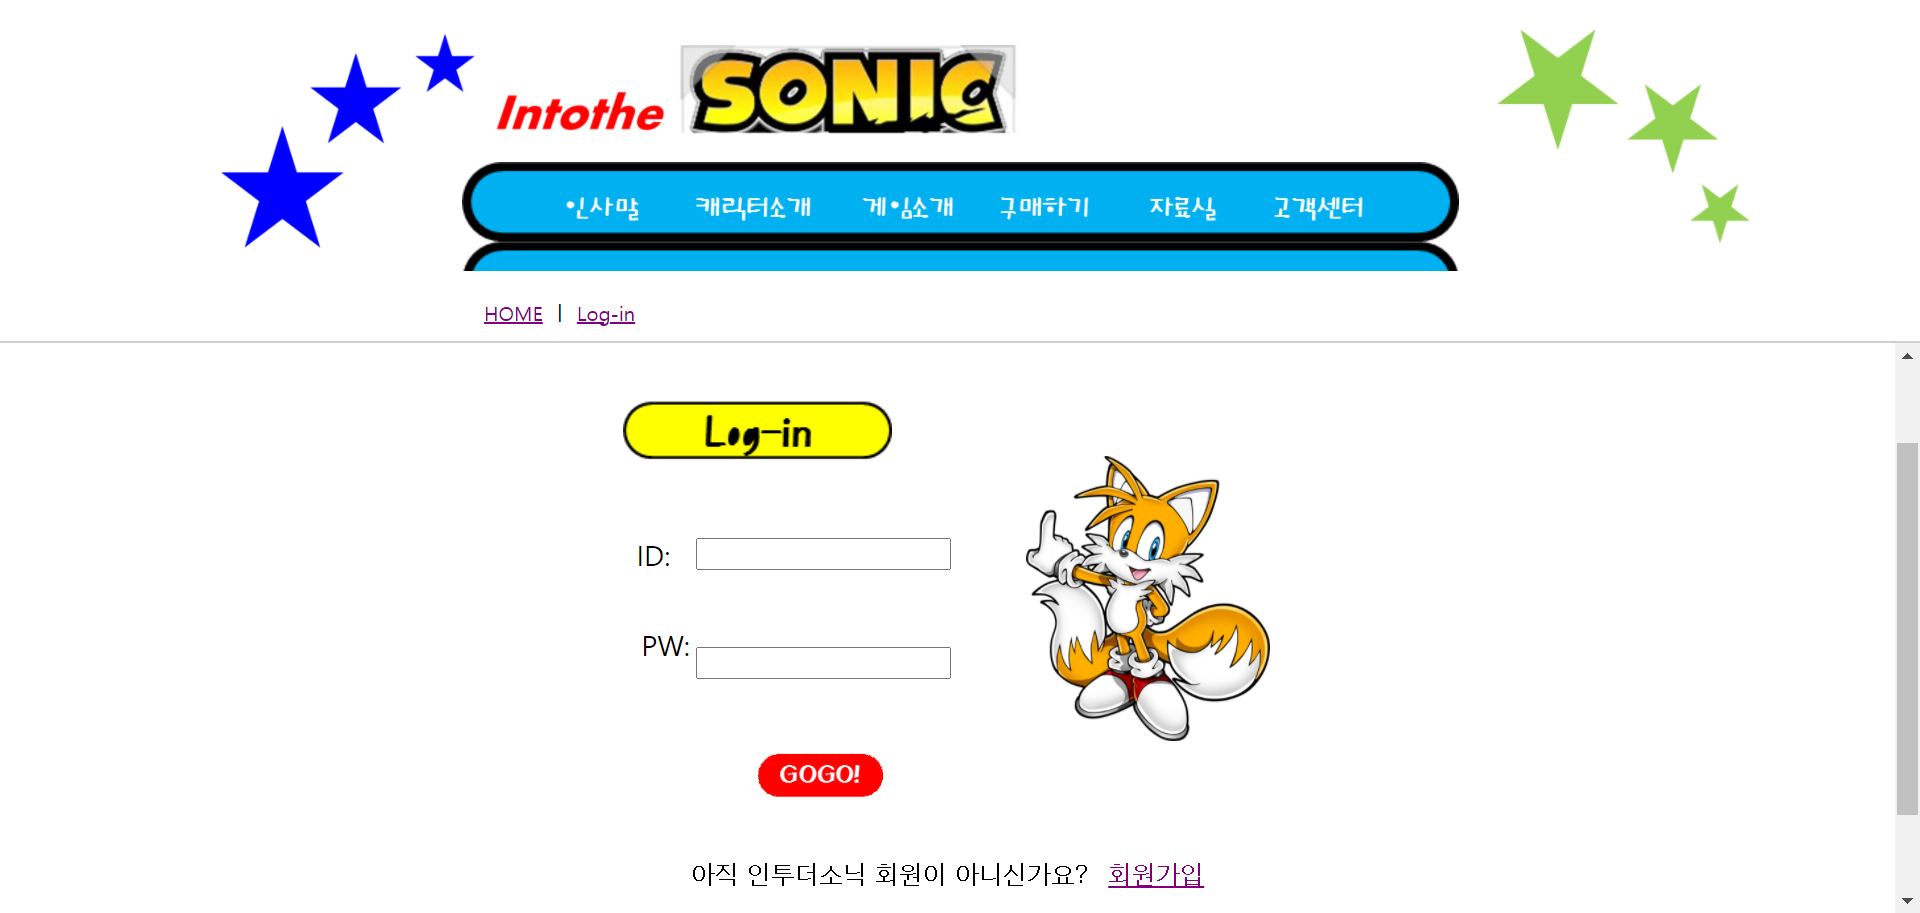 Intothe SONIC
인사말 캐릭터소개 게임소개 구매하기 자료실 고객센터
HOME | Log-in
Log-in
ID:
PW:
GOGO!
아직 인투더소닉 회원이 아니신가요? 회원가입